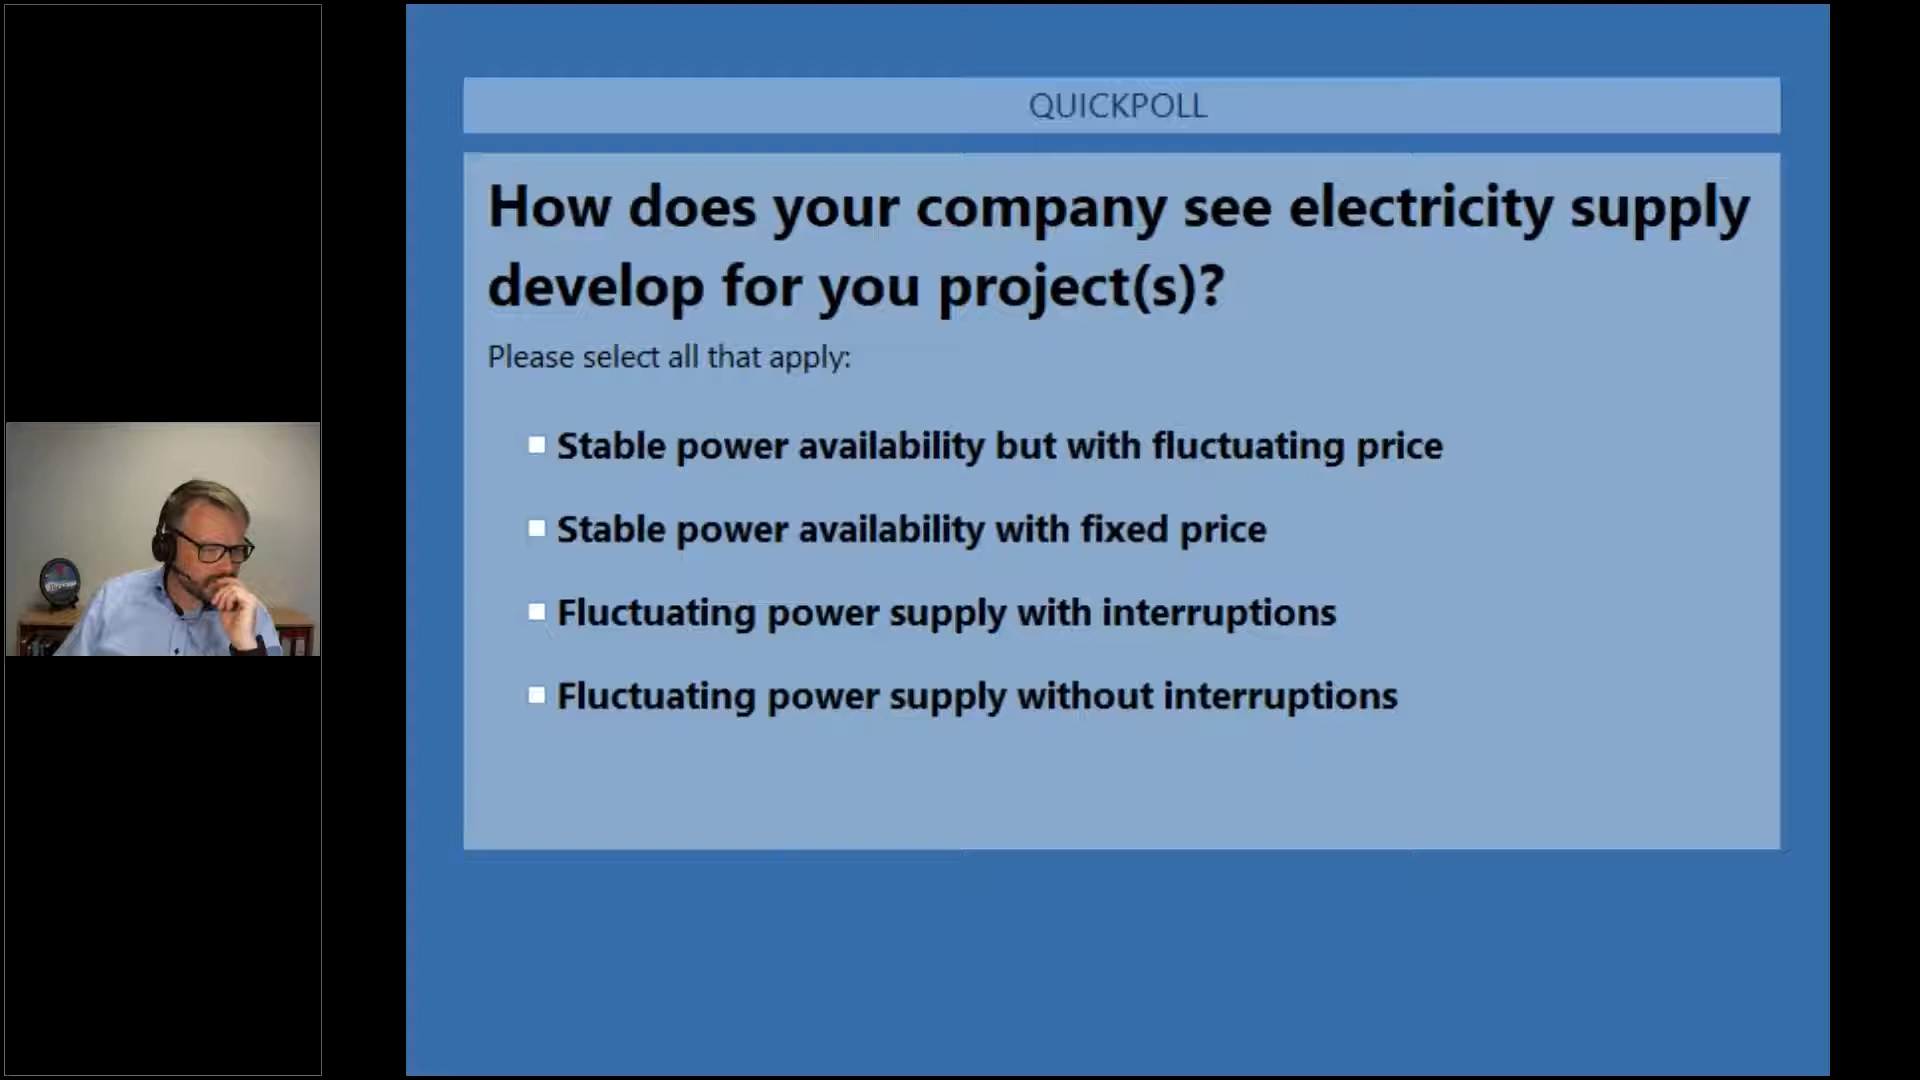 QUICKPOLL
How does your company see electricity supply
develop for you project(s)?
Please select all that apply:
Stable power availability but with fluctuating price
Stable power availability with fixed price
Fluctuating power supply with interruptions
Fluctuating power supply without interruptions